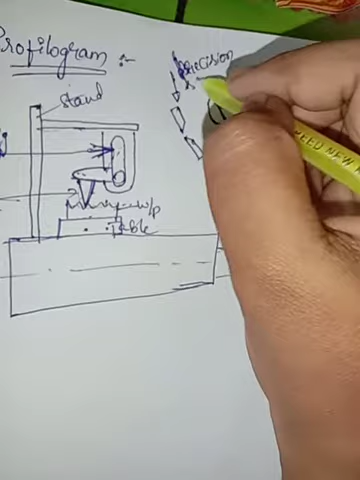 Profilogram :-
Precision
stand
w/p
table